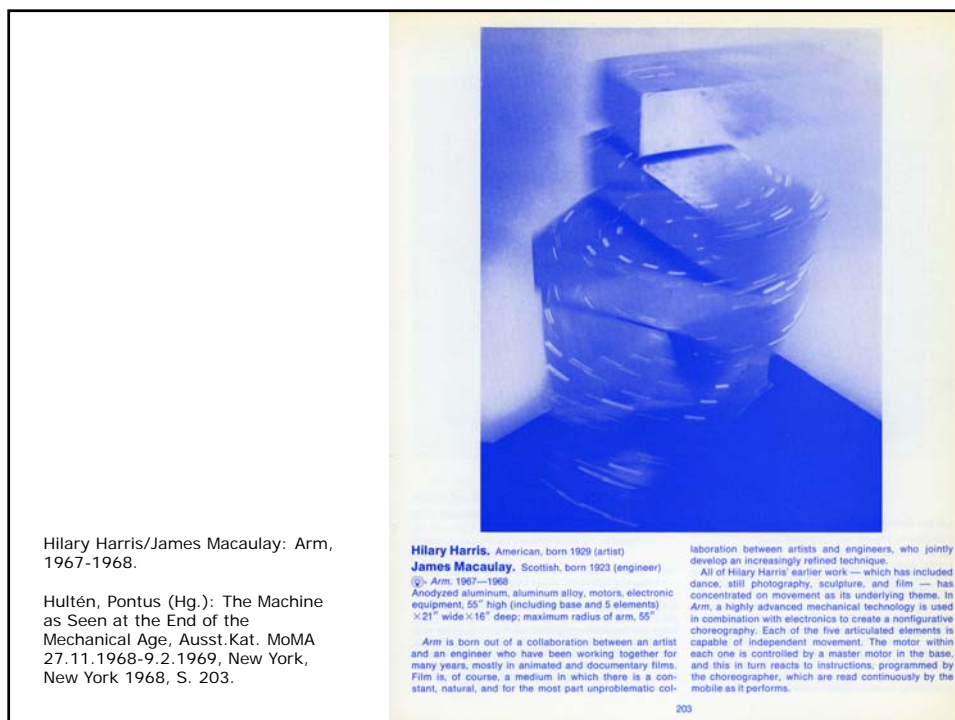 Hilary Harris/James Macaulay: Arm,
1967-1968.
Hultén, Pontus (Hg.): The Machine
as Seen at the End of the
Mechanical Age, Ausst.Kat. MoMA
27.11.1968-9.2.1969, New York,
New York 1968, S. 203.
Hilary Harris. American, born 1929 (artist)
James Macaulay. Scottish, born 1923 (engineer)
Arm. 1967—1968
Anodyzed aluminum, aluminum alloy, motors, electronic
equipment, 55" high (including base and 5 elements)
×21" wide×16" deep; maximum radius of arm, 55"
Arm is born out of a collaboration between an artist
and an engineer who have been working together for
many years, mostly in animated and documentary films.
Film is, of course, a medium in which there is a con-
stant, natural, and for the most part unproblematic col-
laboration between artists and engineers, who jointly
develop an increasingly refined technique.
All of Hilary Harris' earlier work — which has included
dance, still photography, sculpture, and film — has
concentrated on movement as its underlying theme. In
Arm, a highly advanced mechanical technology is used
in combination with electronics to create a nonfigurative
choreography. Each of the five articulated elements is
capable of independent movement. The motor within
each one is controlled by a master motor in the base,
and this in turn reacts to instructions, programmed by
the choreographer, which are read continuously by the
mobile as it performs.
203